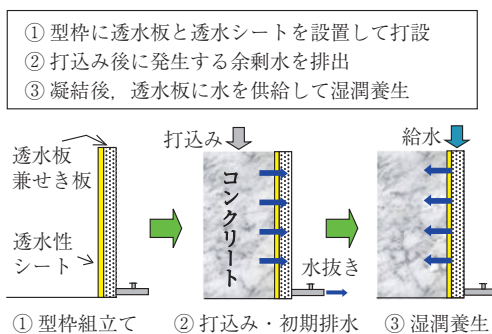 ① 型枠に透水板と透水シートを設置して打設
② 打込み後に発生する余剰水を排出
③ 凝結後，透水板に水を供給して湿潤養生
透水板
兼せき板
透水性
シート
① 型枠組立て
打込み
コンクリート
水抜き
② 打込み・初期排水
給水
③ 湿潤養生